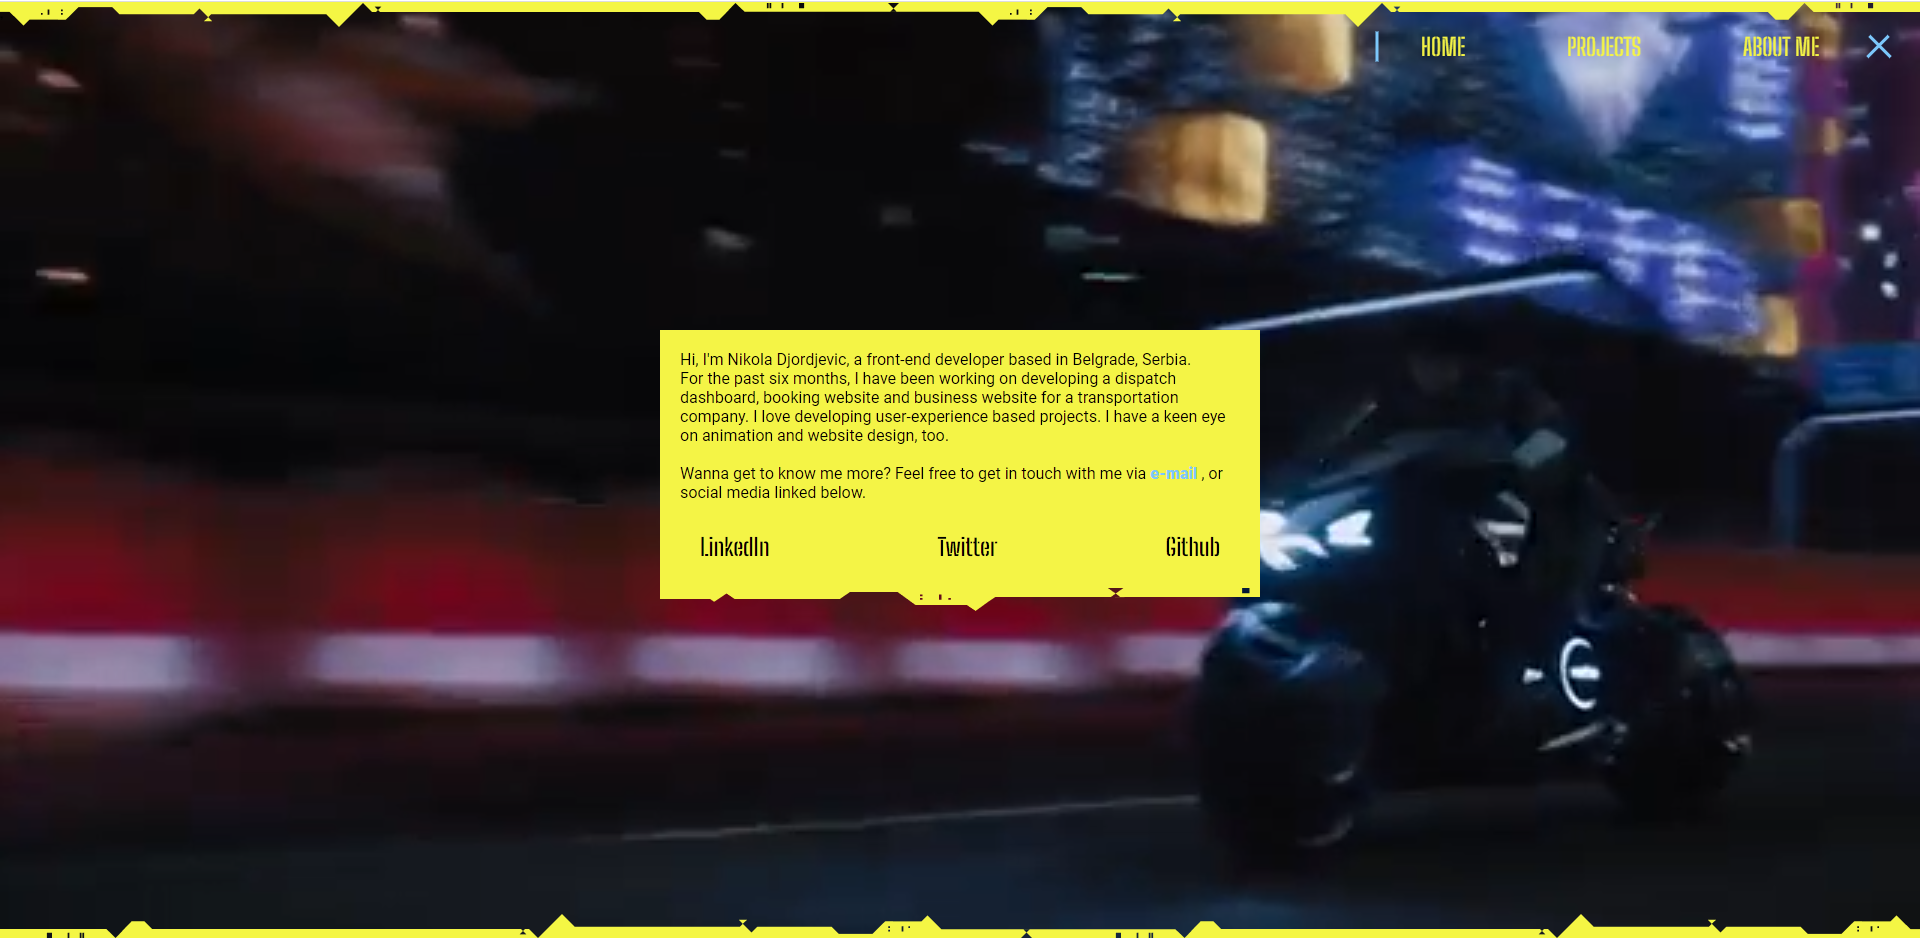 HOME PROJECTS ABOUT ME
Hi, I'm Nikola Djordjevic, a front-end developer based in Belgrade, Serbia.
For the past six months, I have been working on developing a dispatch
dashboard, booking website and business website for a transportation
company. I love developing user-experience based projects. I have a keen eye
on animation and website design, too.
Wanna get to know me more? Feel free to get in touch with me via e-mail , or
social media linked below.
LinkedIn Twitter Github